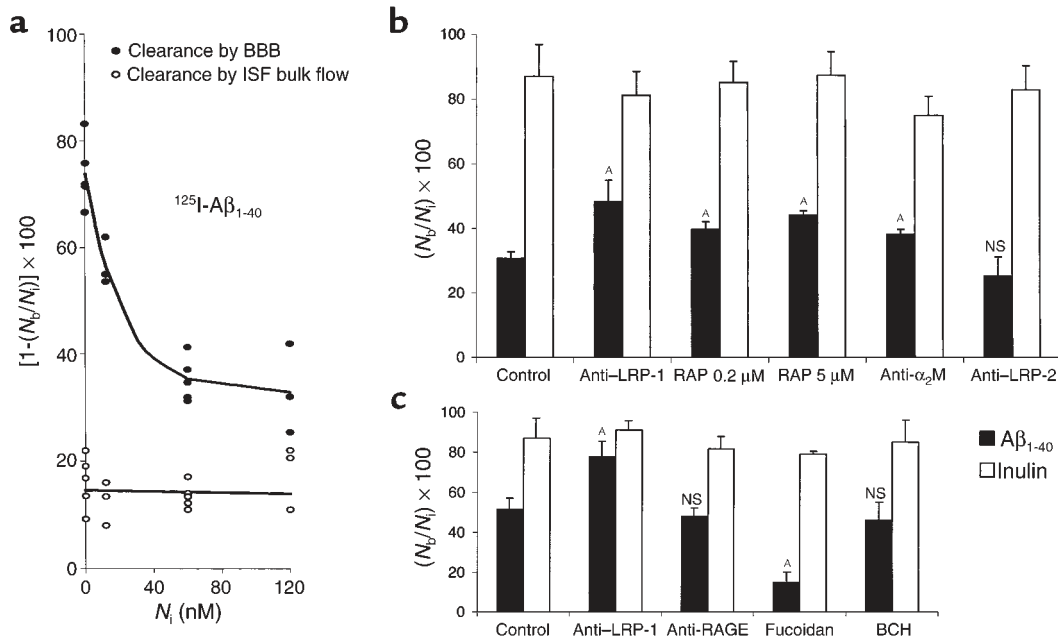 a
100
80
60
40
20
0
[1-(Nb/Ni)] × 100
● Clearance by BBB
○ Clearance by ISF bulk flow
¹²⁵I-Aβ₁₋₄₀
0 40 80 120
Nᵢ (nM)
b
100
80
60
40
20
0
(Nb/Ni) × 100
A
A
A
A
NS
Control Anti–LRP-1 RAP 0.2 μM RAP 5 μM Anti-α₂M Anti–LRP-2
c
100
80
60
40
20
0
(Nb/Ni) × 100
A
NS
A
NS
Control Anti–LRP-1 Anti-RAGE Fucoidan BCH
Aβ₁₋₄₀
Inulin